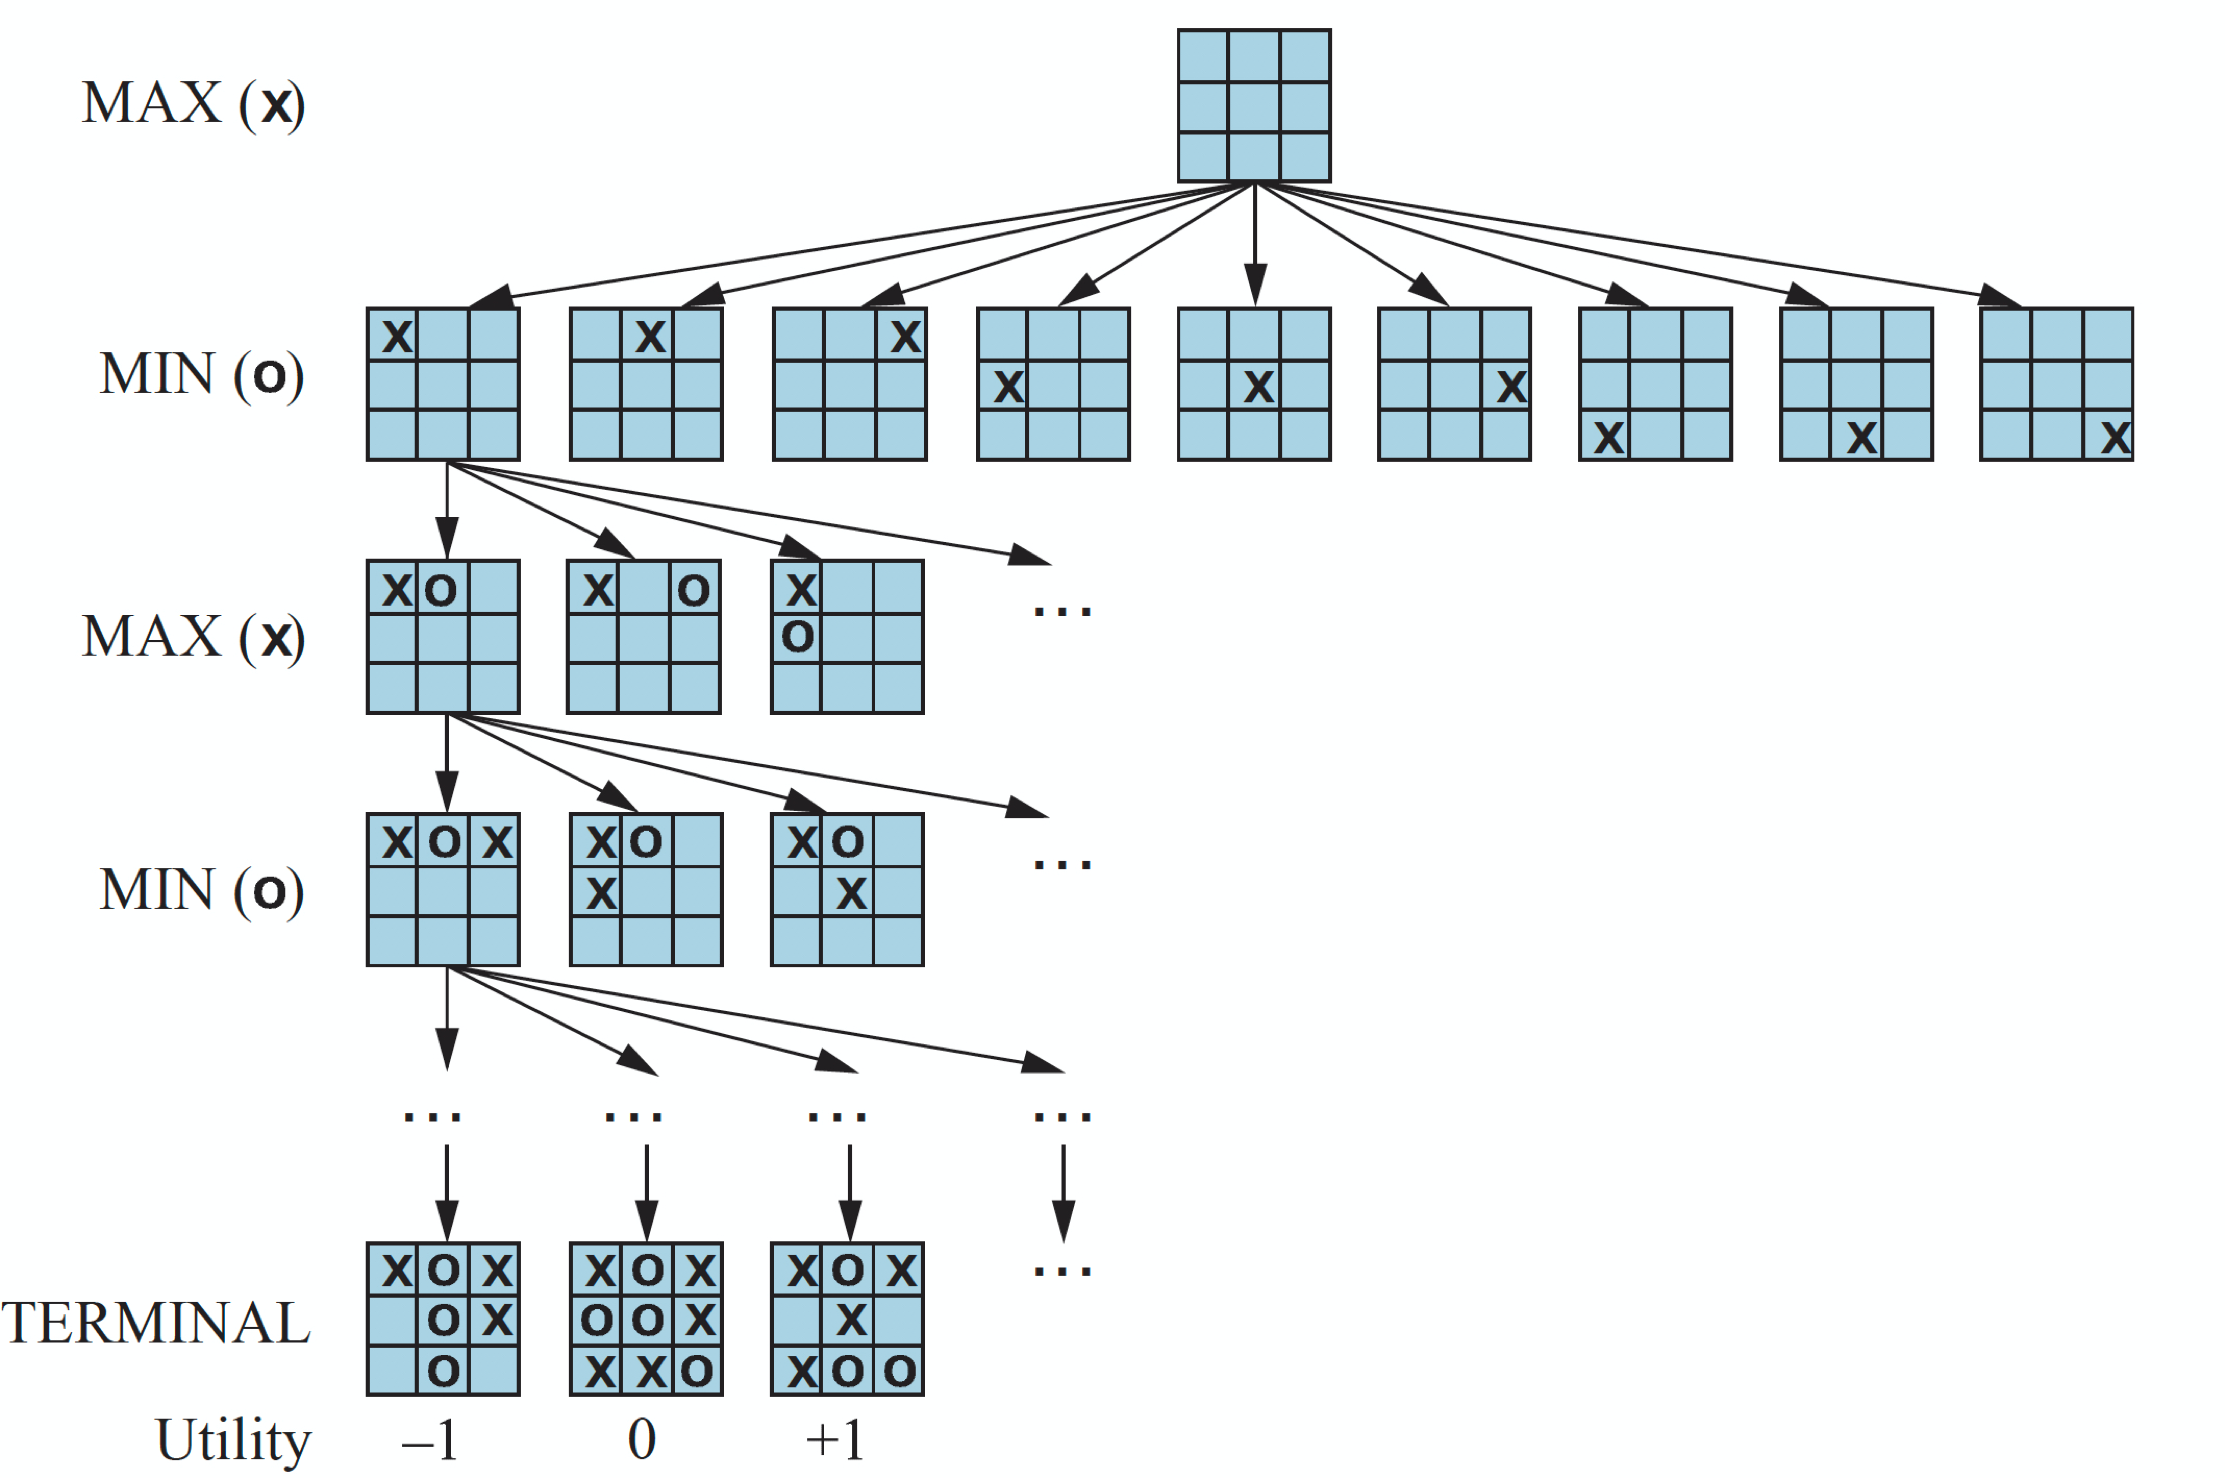 MAX (X)
MIN (O)
X
X
X
X
X
X
X
X
X
MAX (X)
X O
X O
X
O
...
MIN (O)
X O X
X O
X
X O
X
...
... ... ... ...
TERMINAL
X O X
O X
O
X O X
O O X
X X O
X O X
X
X O O
...
Utility –1 0 +1